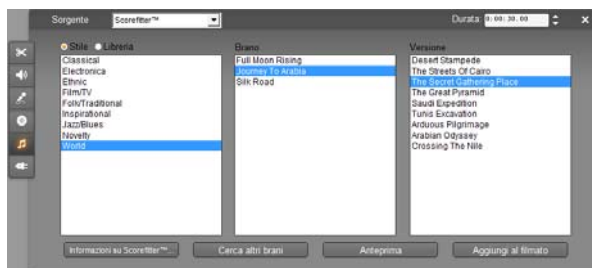 Sorgente Scorefitter™ Durata 0:00:30.00
Stile Libreria
Classical
Electronica
Ethnic
Film/TV
Folk/Traditional
Inspirational
Jazz/Blues
Novelty
World
Brano
Full Moon Rising
Journey To Arabia
Silk Road
Versione
Desert Stampede
The Streets Of Cairo
The Secret Gathering Place
The Great Pyramid
Saudi Expedition
Tunis Excavation
Arduous Pilgrimage
Arabian Odyssey
Crossing The Nile
Informazioni su Scorefitter™... Cerca altri brani Anteprima Aggiungi al filmato